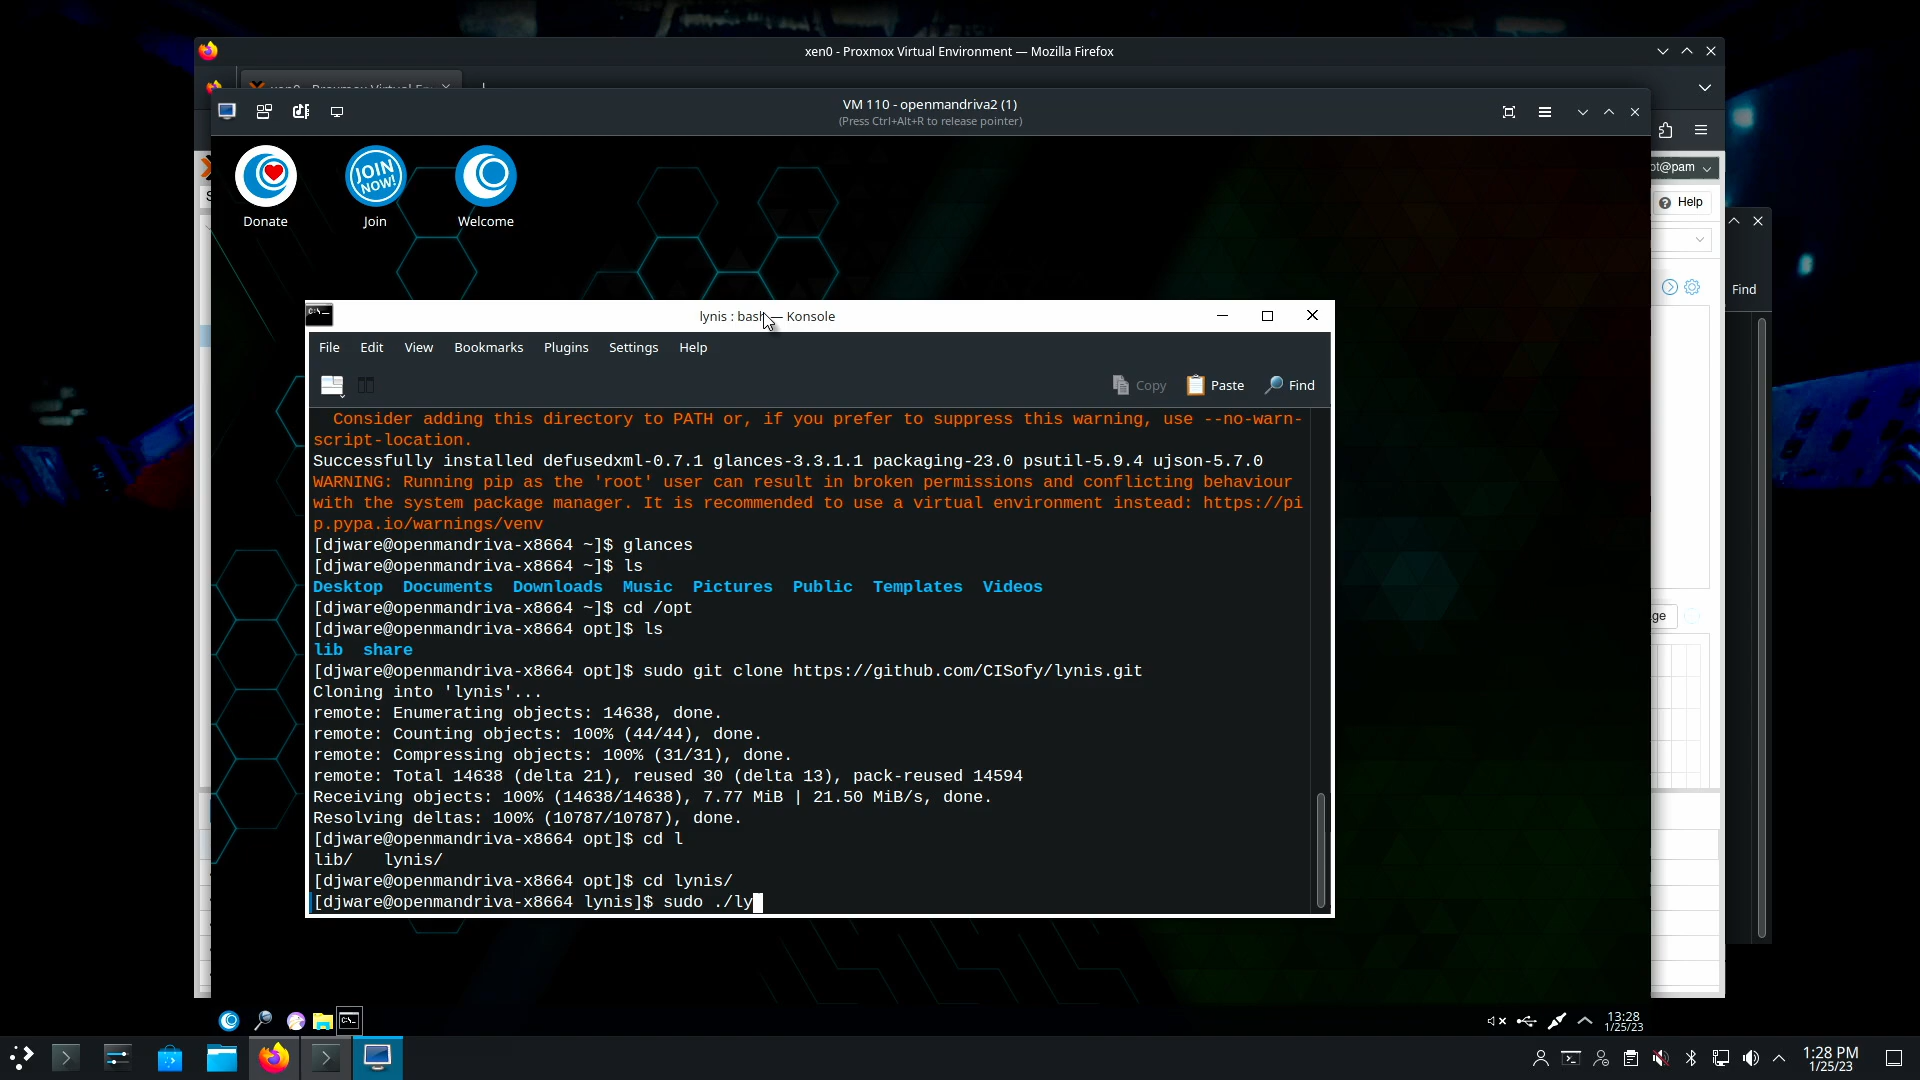 xen0 - Proxmox Virtual Environment — Mozilla Firefox
VM 110 - openmandriva2 (1)
(Press Ctrl+Alt+R to release pointer)
JOIN NOW!
Donate
Join
Welcome
ot@pam
Help
Find
ge
lynis : bash — Konsole
File Edit View Bookmarks Plugins Settings Help
Copy Paste Find
Consider adding this directory to PATH or, if you prefer to suppress this warning, use --no-warn-
script-location.
Successfully installed defusedxml-0.7.1 glances-3.3.1.1 packaging-23.0 psutil-5.9.4 ujson-5.7.0
WARNING: Running pip as the 'root' user can result in broken permissions and conflicting behaviour
with the system package manager. It is recommended to use a virtual environment instead: https://pi
p.pypa.io/warnings/venv
[djware@openmandriva-x8664 ~]$ glances
[djware@openmandriva-x8664 ~]$ ls
Desktop Documents Downloads Music Pictures Public Templates Videos
[djware@openmandriva-x8664 ~]$ cd /opt
[djware@openmandriva-x8664 opt]$ ls
lib share
[djware@openmandriva-x8664 opt]$ sudo git clone https://github.com/CISofy/lynis.git
Cloning into 'lynis'...
remote: Enumerating objects: 14638, done.
remote: Counting objects: 100% (44/44), done.
remote: Compressing objects: 100% (31/31), done.
remote: Total 14638 (delta 21), reused 30 (delta 13), pack-reused 14594
Receiving objects: 100% (14638/14638), 7.77 MiB | 21.50 MiB/s, done.
Resolving deltas: 100% (10787/10787), done.
[djware@openmandriva-x8664 opt]$ cd l
lib/ lynis/
[djware@openmandriva-x8664 opt]$ cd lynis/
[djware@openmandriva-x8664 lynis]$ sudo ./ly
13:28
1/25/23
1:28 PM
1/25/23